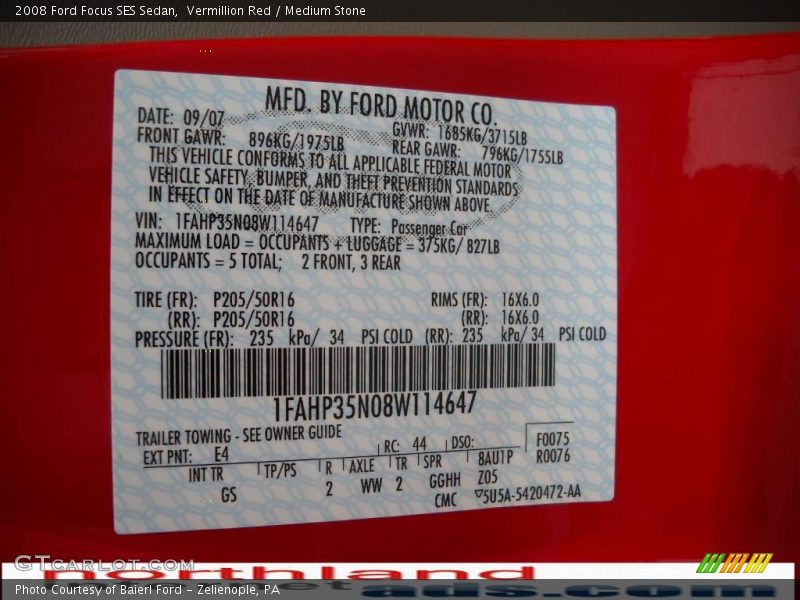 2008 Ford Focus SES Sedan,  Vermillion Red / Medium Stone
MFD. BY FORD MOTOR CO.
DATE: 09/07 GVWR: 1685KG/3715LB
FRONT GAWR: 896KG/1975LB REAR GAWR: 796KG/1755LB
THIS VEHICLE CONFORMS TO ALL APPLICABLE FEDERAL MOTOR
VEHICLE SAFETY, BUMPER, AND THEFT PREVENTION STANDARDS
IN EFFECT ON THE DATE OF MANUFACTURE SHOWN ABOVE.
VIN: 1FAHP35N08W114647 TYPE: Passenger Car
MAXIMUM LOAD = OCCUPANTS + LUGGAGE = 375KG/ 827LB
OCCUPANTS = 5 TOTAL; 2 FRONT, 3 REAR
TIRE (FR): P205/50R16 RIMS (FR): 16X6.0
(RR): P205/50R16 (RR): 16X6.0
PRESSURE (FR): 235 kPa/ 34 PSI COLD (RR): 235 kPa/ 34 PSI COLD
1FAHP35N08W114647
TRAILER TOWING - SEE OWNER GUIDE
EXT PNT: E4 RC: 44 DSO: F0075
INT TR TP/PS R AXLE TR SPR 8AU1P R0076
GS 2 WW 2 GGHH Z05
CMC 5U5A-5420472-AA
GTCarLot.com
northland
Photo Courtesy of Baierl Ford - Zelienople, PA
ads.com